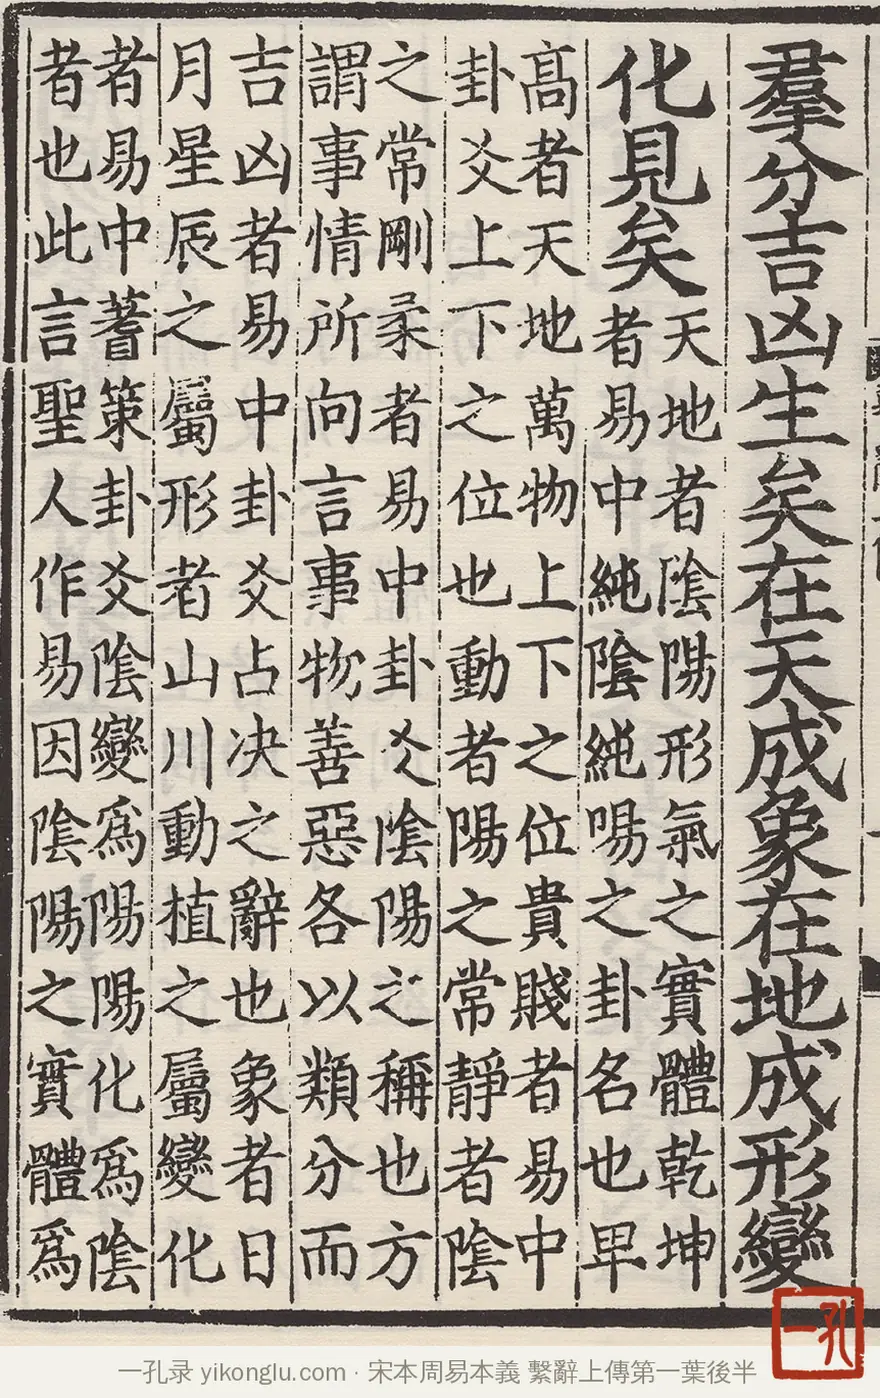 羣分吉凶生矣在天成象在地成形變
化見矣
天地者陰陽形氣之實體乾坤
者易中純陰純陽之卦名也卑
高者天地萬物上下之位貴賤者易中
卦爻上下之位也動者陽之常靜者陰
之常剛柔者易中卦爻陰陽之稱也方
謂事情所向言事物善惡各以類分而
吉凶者易中卦爻占决之辭也象者日
月星辰之屬形者山川動植之屬變化
者易中蓍策卦爻陰變爲陽陽化爲陰
者也此言聖人作易因陰陽之實體爲
一孔
一孔录 yikonglu.com · 宋本周易本義 繫辭上傳第一葉後半